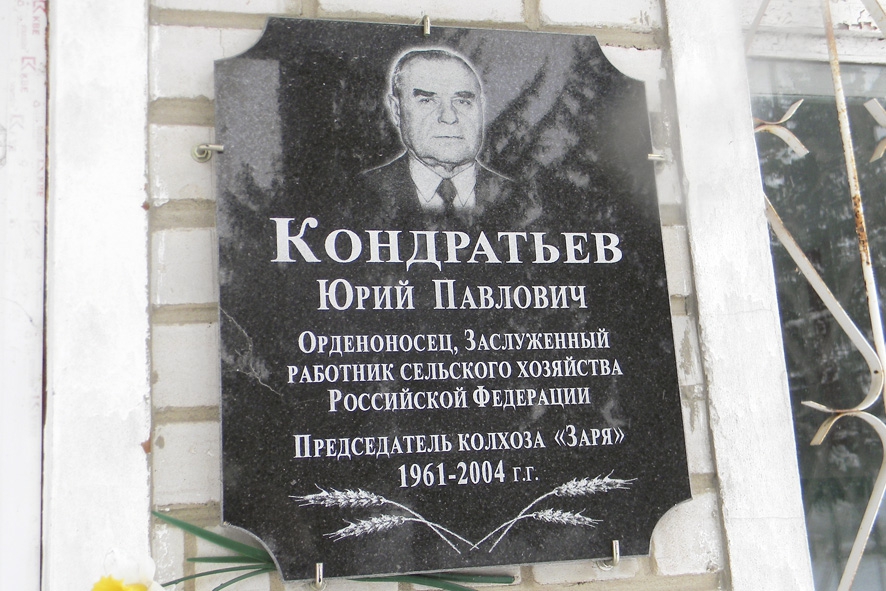 Кондратьев
Юрий Павлович
Орденоносец, Заслуженный
работник сельского хозяйства
Российской Федерации
Председатель колхоза «Заря»
1961-2004 г.г.